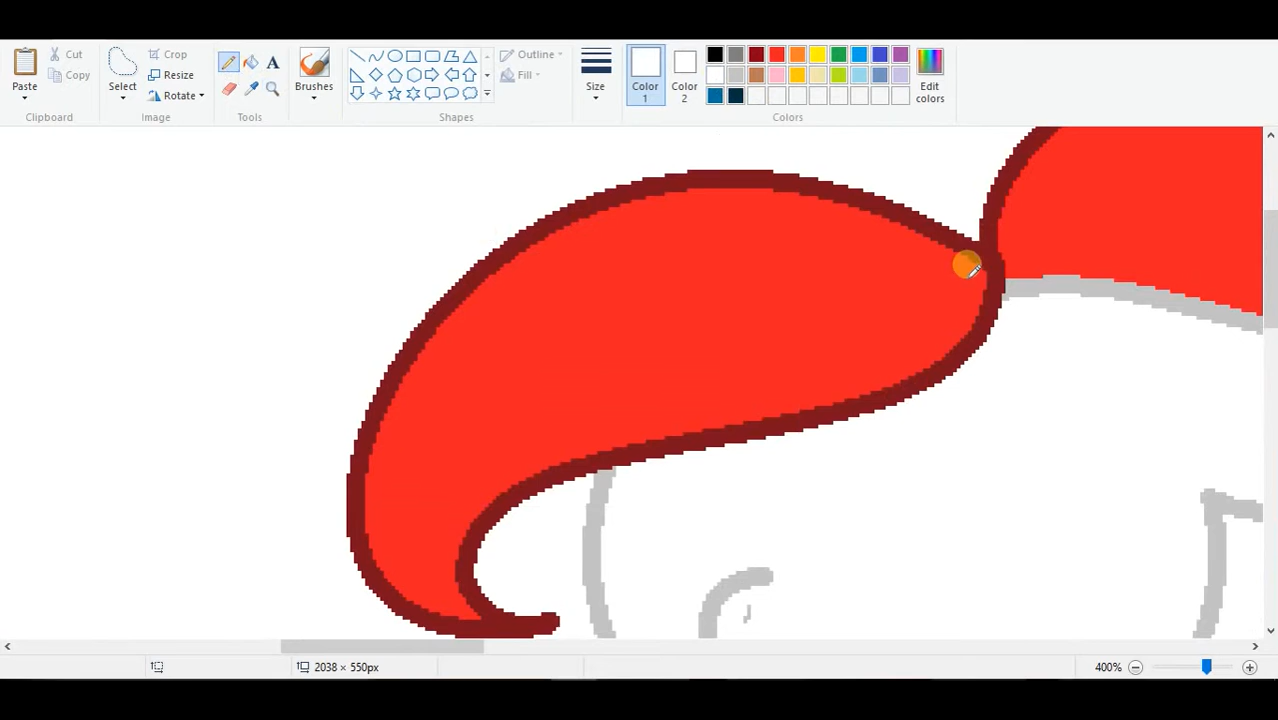 Paste
Cut
Copy
Clipboard
Select
Crop
Resize
Rotate
Image
A
Tools
Brushes
Outline
Fill
Shapes
Size
Color 1
Color 2
Edit colors
Colors
2038 × 550px
400%